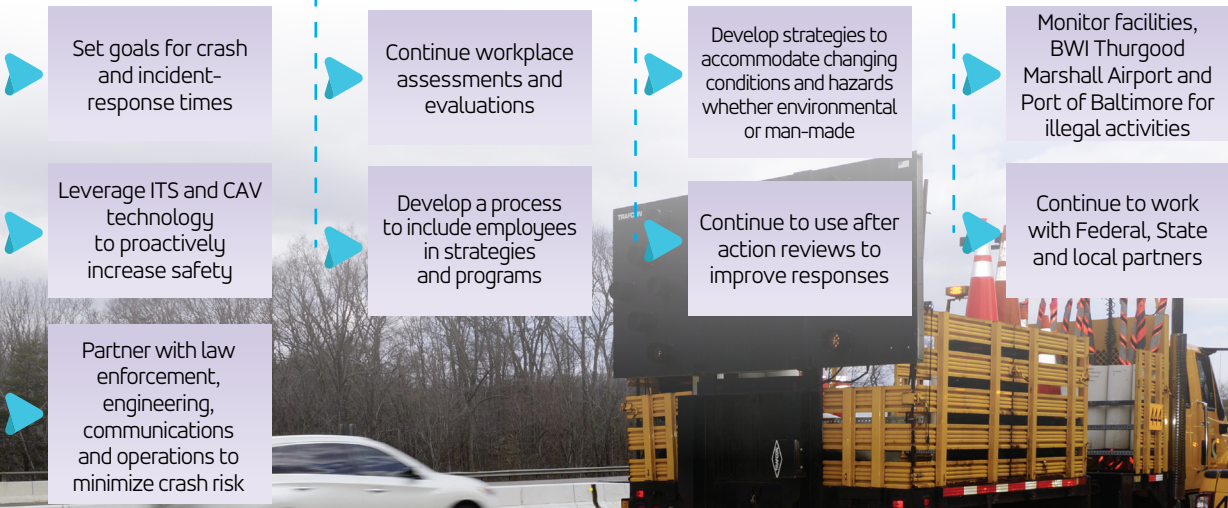 Set goals for crash
and incident-
response times
Leverage ITS and CAV
technology
to proactively
increase safety
Partner with law
enforcement,
engineering,
communications
and operations to
minimize crash risk
Continue workplace
assessments and
evaluations
Develop a process
to include employees
in strategies
and programs
Develop strategies to
accommodate changing
conditions and hazards
whether environmental
or man-made
Continue to use after
action reviews to
improve responses
Monitor facilities,
BWI Thurgood
Marshall Airport and
Port of Baltimore for
illegal activities
Continue to work
with Federal, State
and local partners